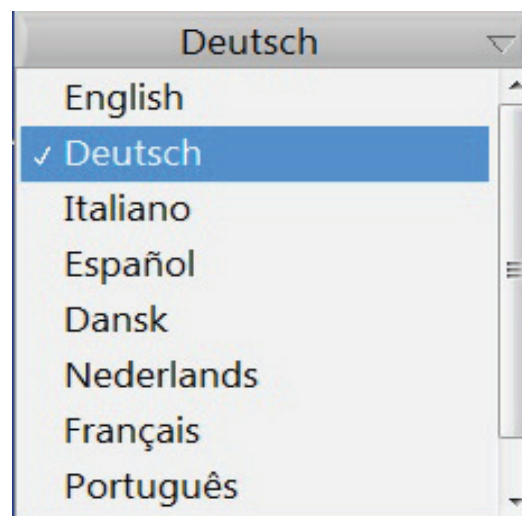 Deutsch
English
✓ Deutsch
Italiano
Español
Dansk
Nederlands
Français
Português